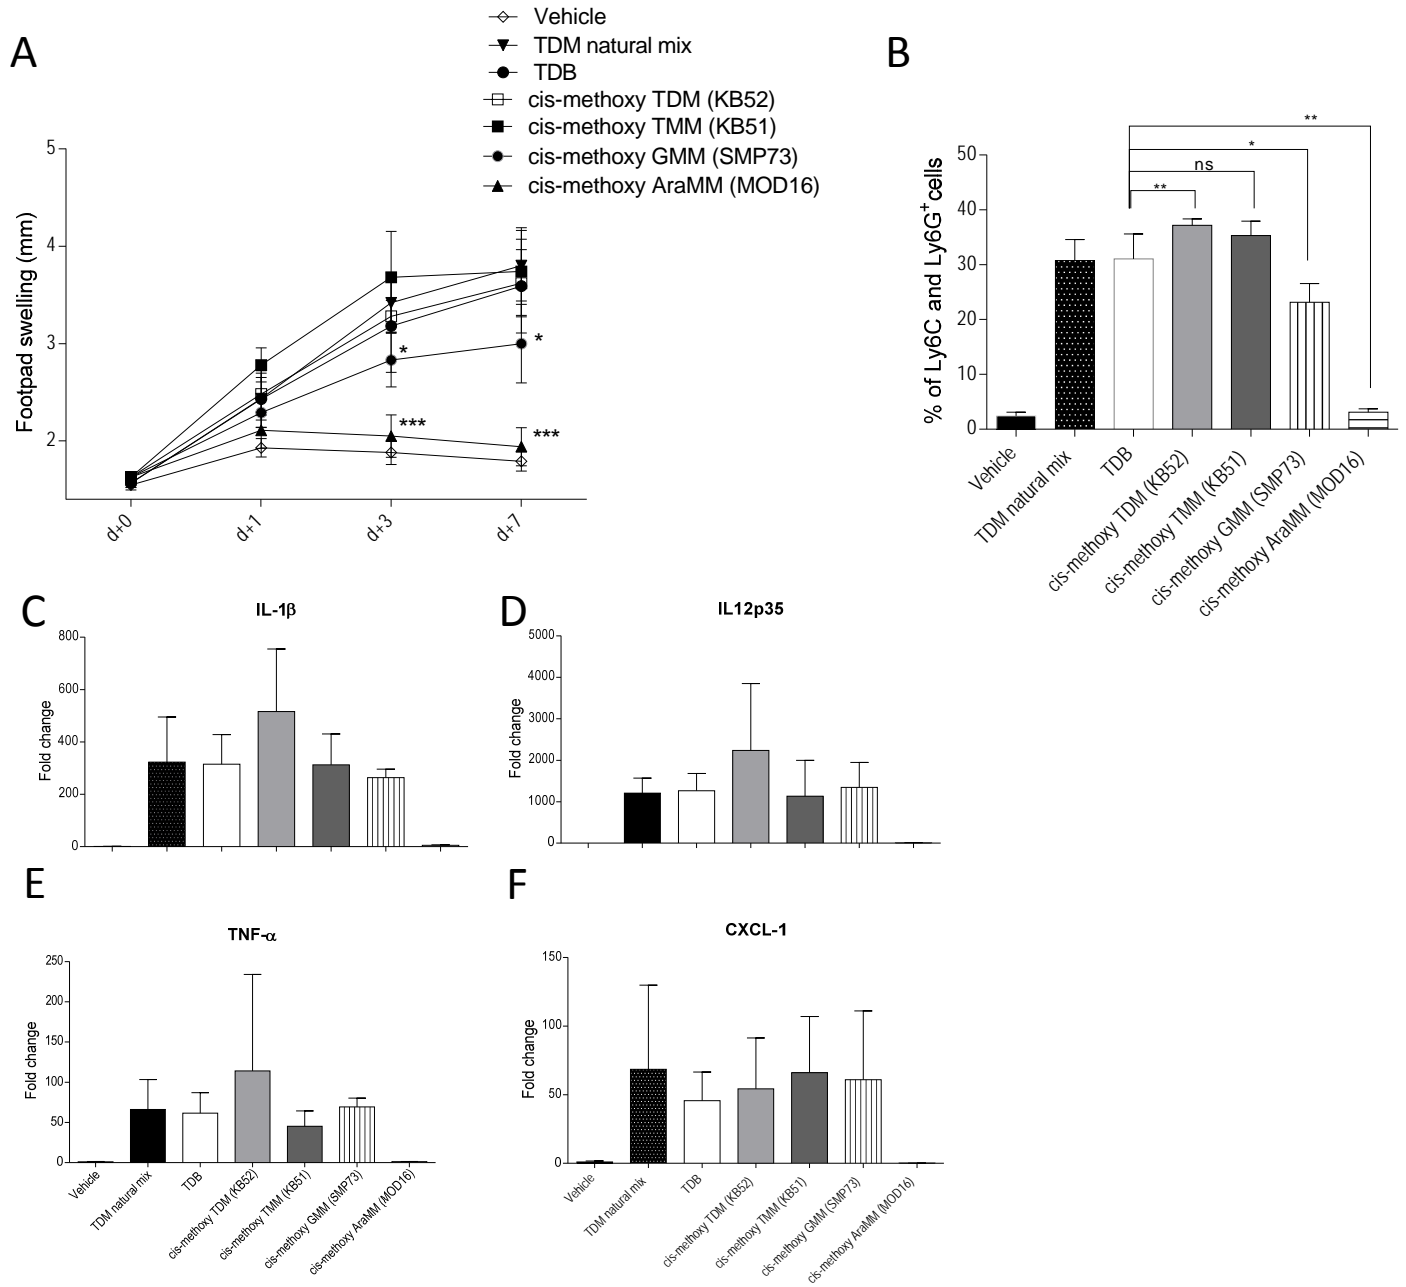 Vehicle
TDM natural mix
TDB
cis-methoxy TDM (KB52)
cis-methoxy TMM (KB51)
cis-methoxy GMM (SMP73)
cis-methoxy AraMM (MOD16)
A
Footpad swelling (mm)
5
4
3
2
*
*
***
***
d+0
d+1
d+3
d+7
B
% of Ly6C and Ly6G+ cells
50
40
30
20
10
0
**
*
ns
**
Vehicle
TDM natural mix
TDB
cis-methoxy TDM (KB52)
cis-methoxy TMM (KB51)
cis-methoxy GMM (SMP73)
cis-methoxy AraMM (MOD16)
C
IL-1β
Fold change
800
600
400
200
0
D
IL12p35
Fold change
5000
4000
3000
2000
1000
0
E
TNF-α
Fold change
250
200
150
100
50
0
Vehicle
TDM natural mix
TDB
cis-methoxy TDM (KB52)
cis-methoxy TMM (KB51)
cis-methoxy GMM (SMP73)
cis-methoxy AraMM (MOD16)
F
CXCL-1
Fold change
150
100
50
0
Vehicle
TDM natural mix
TDB
cis-methoxy TDM (KB52)
cis-methoxy TMM (KB51)
cis-methoxy GMM (SMP73)
cis-methoxy AraMM (MOD16)